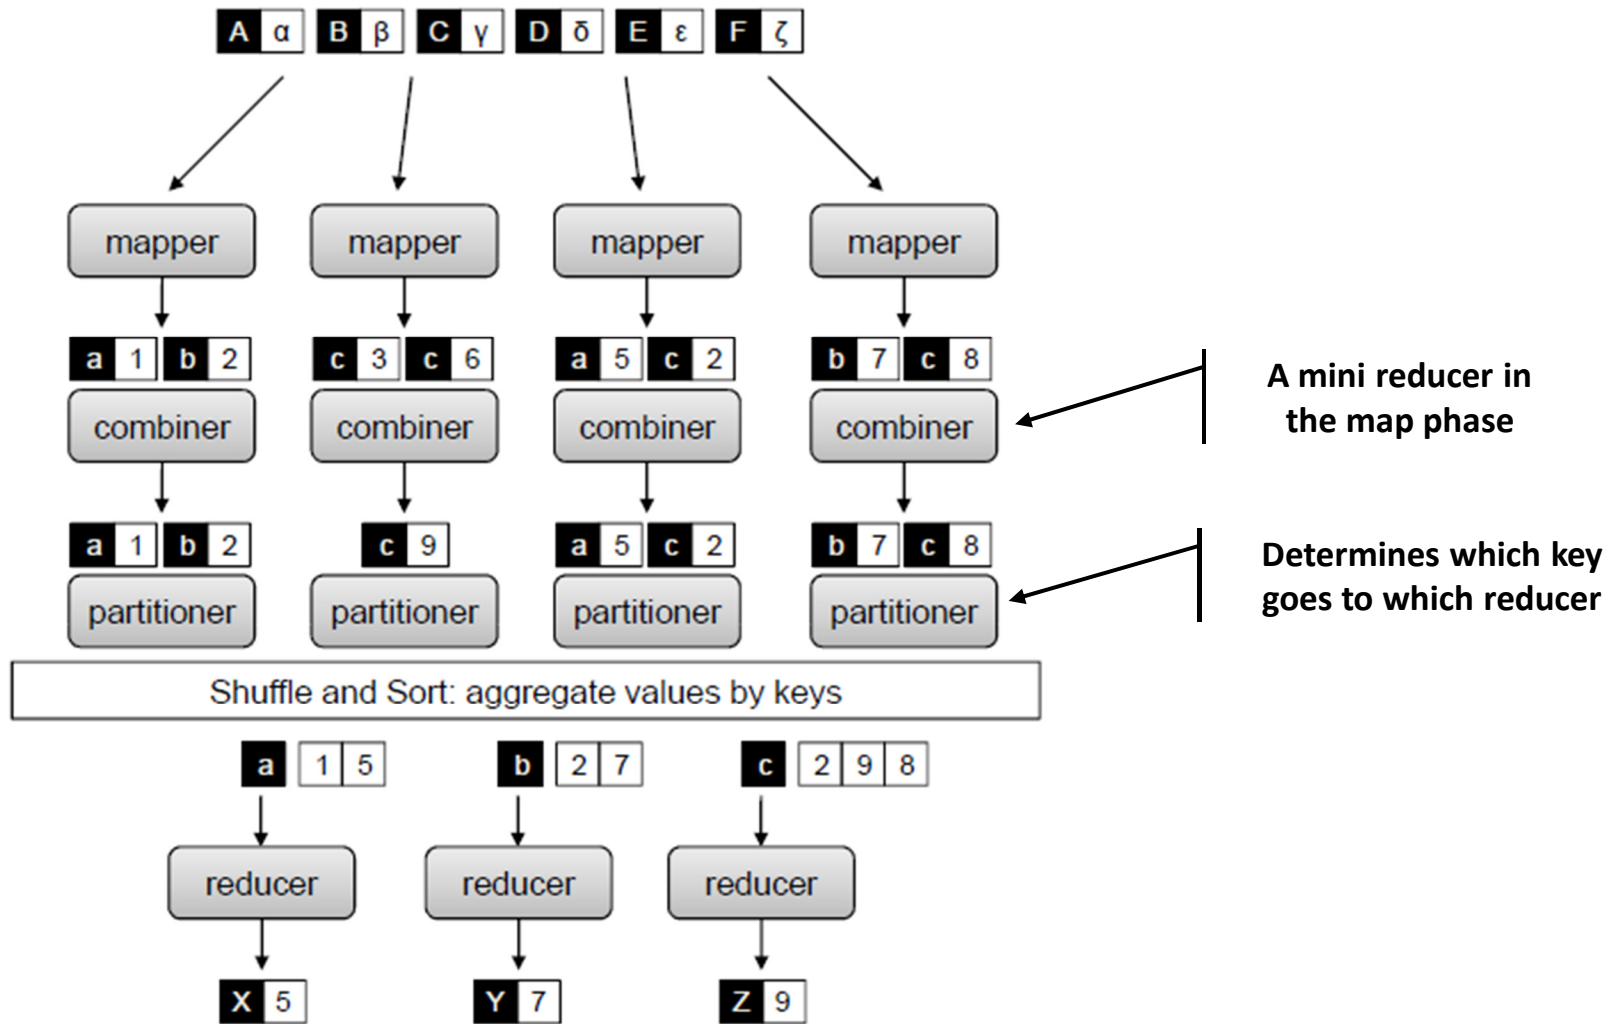 A α B β C γ D δ E ε F ζ
mapper mapper mapper mapper
a 1 b 2 c 3 c 6 a 5 c 2 b 7 c 8
combiner combiner combiner combiner
A mini reducer in
the map phase
a 1 b 2 c 9 a 5 c 2 b 7 c 8
partitioner partitioner partitioner partitioner
Determines which key
goes to which reducer
Shuffle and Sort: aggregate values by keys
a 1 5 b 2 7 c 2 9 8
reducer reducer reducer
X 5 Y 7 Z 9